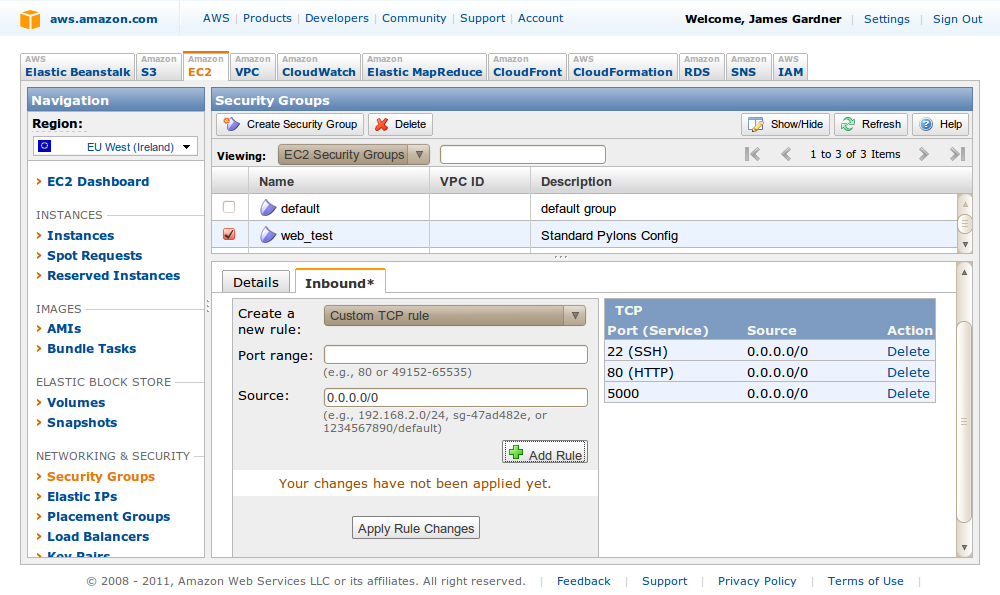 aws.amazon.com
AWS | Products | Developers | Community | Support | Account
Welcome, James Gardner | Settings | Sign Out
AWS Elastic Beanstalk
Amazon S3
Amazon EC2
Amazon VPC
Amazon CloudWatch
Amazon Elastic MapReduce
Amazon CloudFront
AWS CloudFormation
Amazon RDS
Amazon SNS
AWS IAM
Navigation
Region:
EU West (Ireland)
EC2 Dashboard
INSTANCES
Instances
Spot Requests
Reserved Instances
IMAGES
AMIs
Bundle Tasks
ELASTIC BLOCK STORE
Volumes
Snapshots
NETWORKING & SECURITY
Security Groups
Elastic IPs
Placement Groups
Load Balancers
Key Pairs
Security Groups
Create Security Group Delete Show/Hide Refresh Help
Viewing: EC2 Security Groups 1 to 3 of 3 Items
Name VPC ID Description
default default group
web_test Standard Pylons Config
Details Inbound*
Create a
new rule:
Custom TCP rule
Port range:
(e.g., 80 or 49152-65535)
Source: 0.0.0.0/0
(e.g., 192.168.2.0/24, sg-47ad482e, or
1234567890/default)
Add Rule
Your changes have not been applied yet.
Apply Rule Changes
TCP
Port (Service) Source Action
22 (SSH) 0.0.0.0/0 Delete
80 (HTTP) 0.0.0.0/0 Delete
5000 0.0.0.0/0 Delete
© 2008 - 2011, Amazon Web Services LLC or its affiliates. All right reserved. | Feedback | Support | Privacy Policy | Terms of Use |